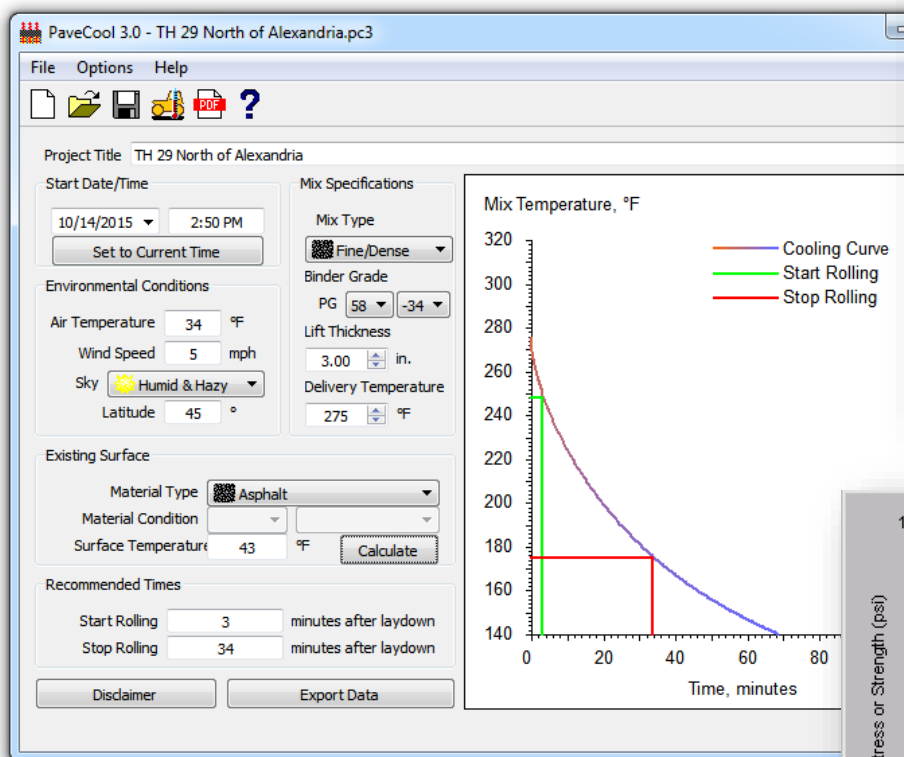 PaveCool 3.0 - TH 29 North of Alexandria.pc3
File Options Help
PDF ?
Project Title TH 29 North of Alexandria
Start Date/Time
10/14/2015 2:50 PM
Set to Current Time
Environmental Conditions
Air Temperature 34 °F
Wind Speed 5 mph
Sky Humid & Hazy
Latitude 45 °
Mix Specifications
Mix Type
Fine/Dense
Binder Grade
PG 58 -34
Lift Thickness
3.00 in.
Delivery Temperature
275 °F
Existing Surface
Material Type Asphalt
Material Condition
Surface Temperature 43 °F Calculate
Recommended Times
Start Rolling 3 minutes after laydown
Stop Rolling 34 minutes after laydown
Disclaimer Export Data
Mix Temperature, °F
320
300
280
260
240
220
200
180
160
140
0 20 40 60 80
Time, minutes
Cooling Curve
Start Rolling
Stop Rolling
1
tress or Strength (psi)